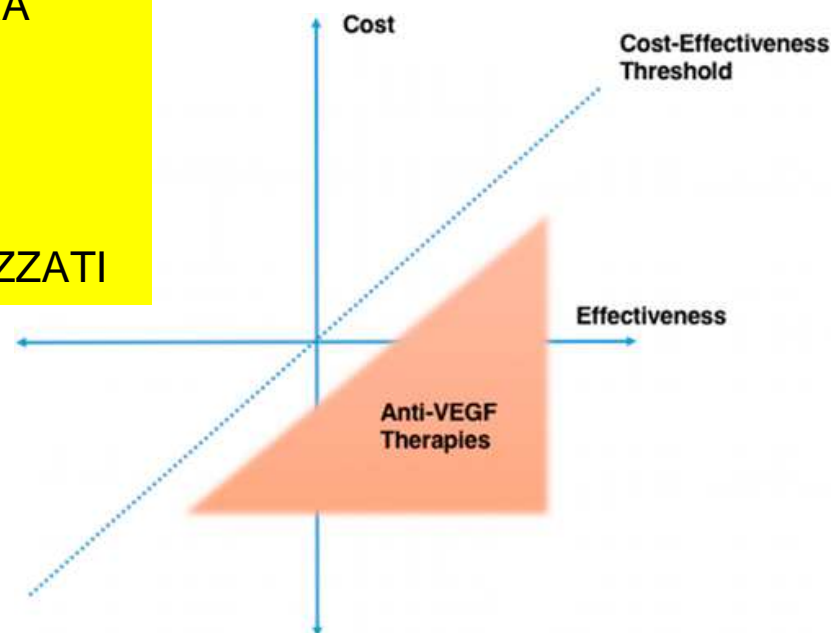 A
ZZATI
Cost
Cost-Effectiveness
Threshold
Effectiveness
Anti-VEGF
Therapies